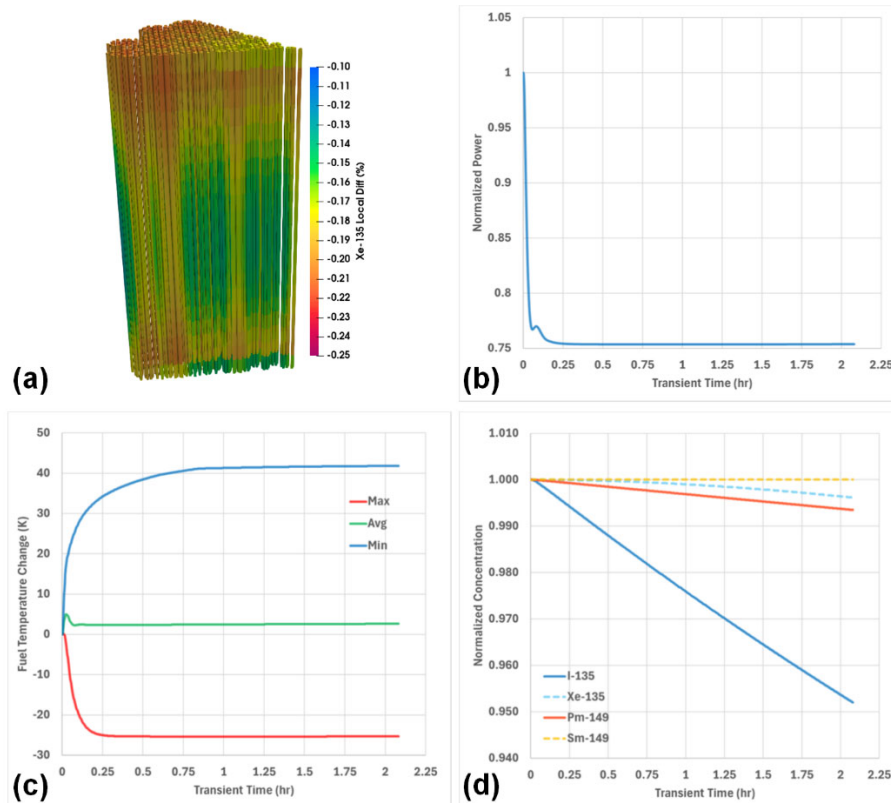 -0.10
-0.11
-0.12
-0.13
-0.14
-0.15
-0.16
-0.17
-0.18
-0.19
-0.20
-0.21
-0.22
-0.23
-0.24
-0.25
Xe-135 Local Diff (%)
(a)
1
0.95
0.9
0.85
0.8
0.75
Normalized Power
0 0.25 0.5 0.75 1 1.25 1.5 1.75 2 2.25
Transient Time (hr)
(b)
50
40
30
20
10
0
-10
-20
-30
Fuel Temperature Change (K)
Max
Avg
Min
0 0.25 0.5 0.75 1 1.25 1.5 1.75 2 2.25
Transient Time (hr)
(c)
1.010
1.000
0.990
0.980
0.970
0.960
0.950
0.940
Normalized Concentration
I-135
Xe-135
Pm-149
Sm-149
0 0.25 0.5 0.75 1 1.25 1.5 1.75 2 2.25
Transient Time (hr)
(d)